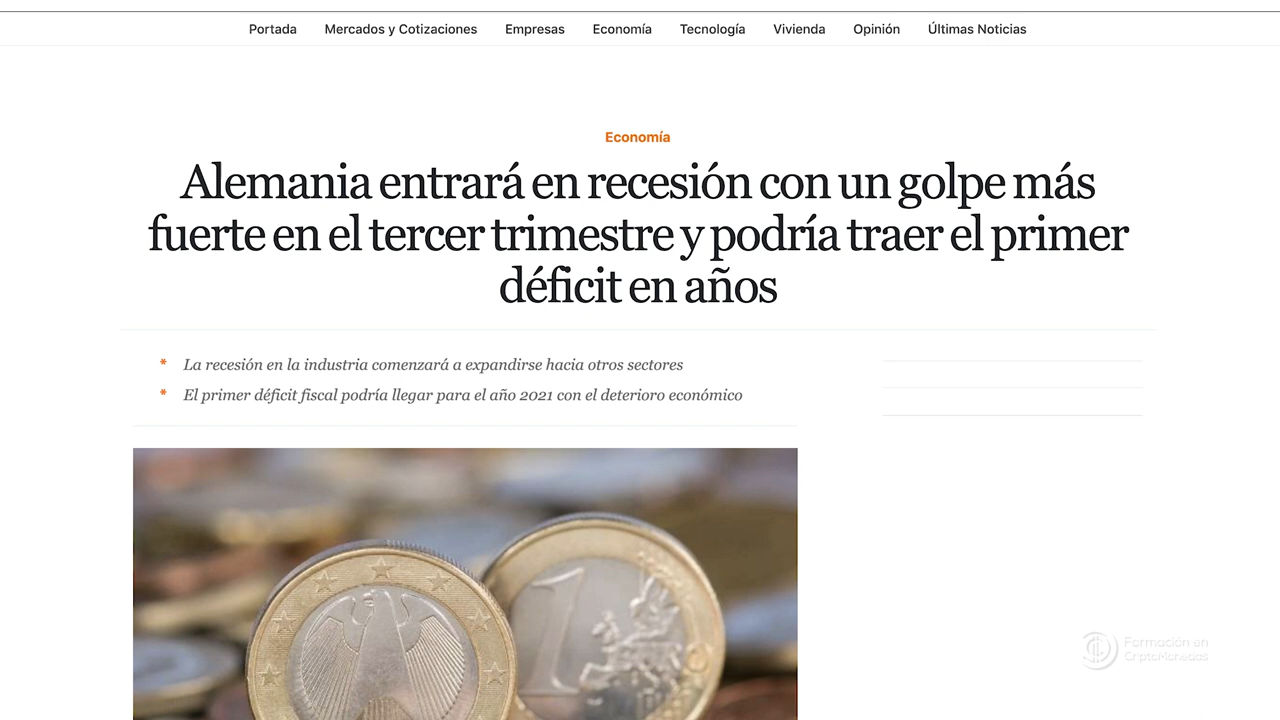 Portada Mercados y Cotizaciones Empresas Economía Tecnología Vivienda Opinión Últimas Noticias
Economía
Alemania entrará en recesión con un golpe más
fuerte en el tercer trimestre y podría traer el primer
déficit en años
* La recesión en la industria comenzará a expandirse hacia otros sectores
* El primer déficit fiscal podría llegar para el año 2021 con el deterioro económico
1
Formación en
CriptoMonedas